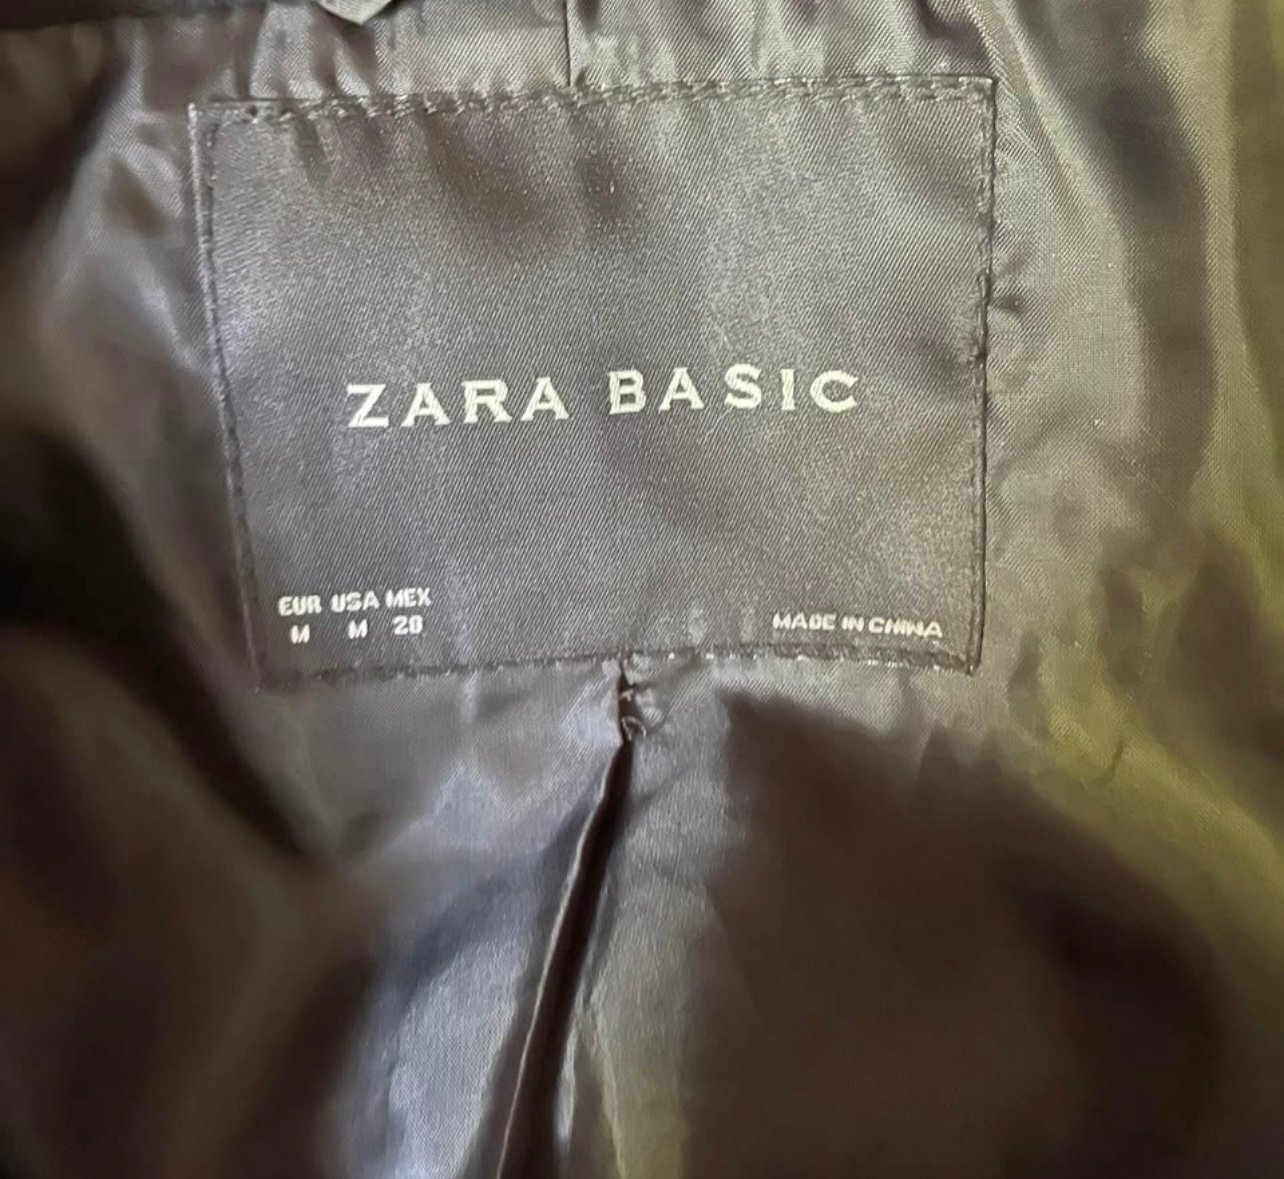 ZARA BASIC
EUR USA MEX
M M 28
MADE IN CHINA